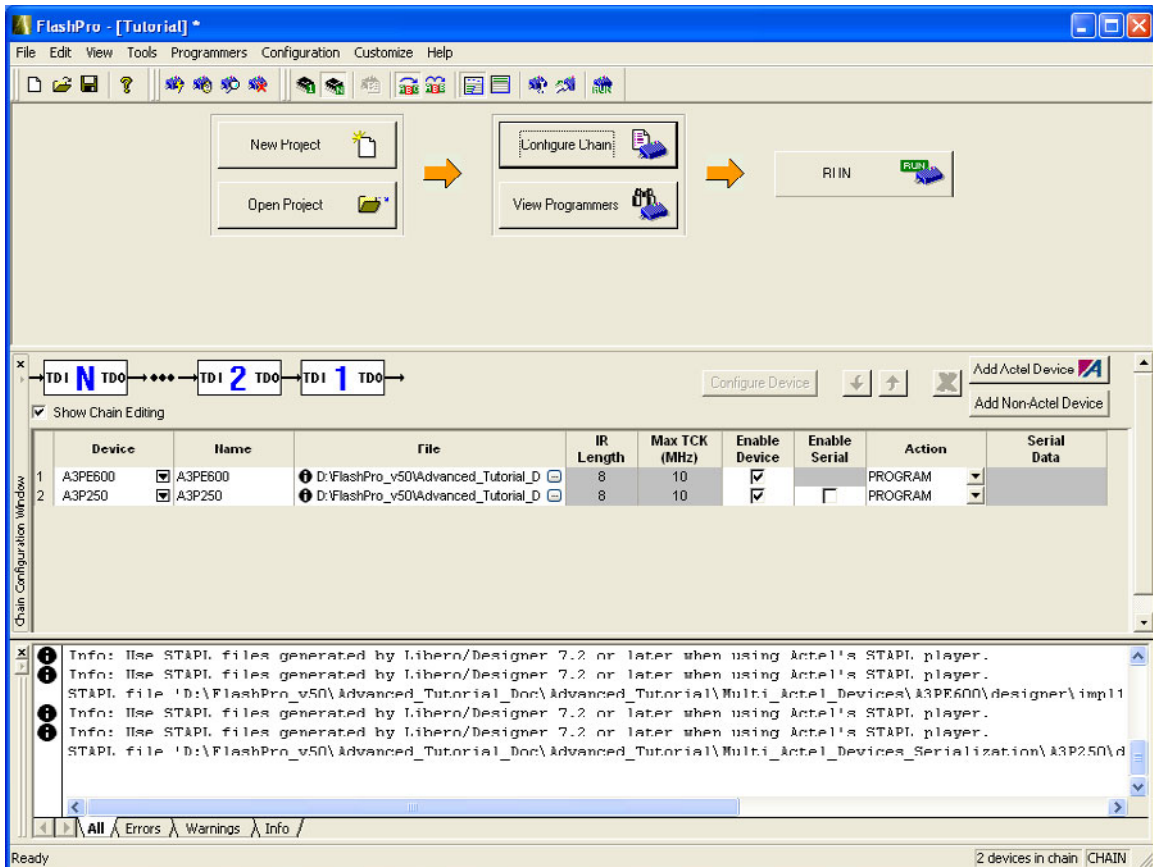 FlashPro - [Tutorial] *
File Edit View Tools Programmers Configuration Customize Help
New Project
Open Project
Configure Chain
View Programmers
RUN
RUN
TDI N TDO
TDI 2 TDO
TDI 1 TDO
Configure Device
Add Actel Device
Add Non-Actel Device
Show Chain Editing
Chain Configuration Window
Device Name File IR Length Max TCK (MHz) Enable Device Enable Serial Action Serial Data
1 A3PE600 A3PE600 D:\FlashPro_v50\Advanced_Tutorial_D 8 10 PROGRAM
2 A3P250 A3P250 D:\FlashPro_v50\Advanced_Tutorial_D 8 10 PROGRAM
Info: Use STAPL files generated by Libero/Designer 7.2 or later when using Actel's STAPL player.
Info: Use STAPL files generated by Libero/Designer 7.2 or later when using Actel's STAPL player.
STAPL file 'D:\FlashPro_v50\Advanced_Tutorial_Doc\Advanced_Tutorial\Multi_Actel_Devices\A3PE600\designer\impl1
Info: Use STAPL files generated by Libero/Designer 7.2 or later when using Actel's STAPL player.
Info: Use STAPL files generated by Libero/Designer 7.2 or later when using Actel's STAPL player.
STAPL file 'D:\FlashPro_v50\Advanced_Tutorial_Doc\Advanced_Tutorial\Multi_Actel_Devices_Serialization\A3P250\d
All Errors Warnings Info
Ready
2 devices in chain CHAIN